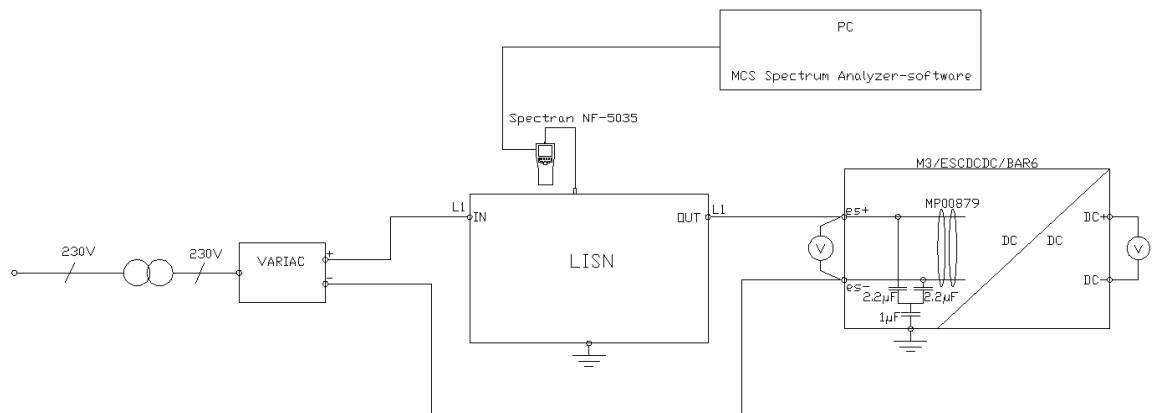 PC
MCS Spectrum Analyzer-software
Spectran NF-5035
M3/ESCDCDC/BAR6
L1
IN
OUT
L1
es+
MP00879
DC+
230V
230V
VARIAC
+
-
LISN
V
DC
DC
V
es-
DC-
2.2µF
2.2µF
1µF